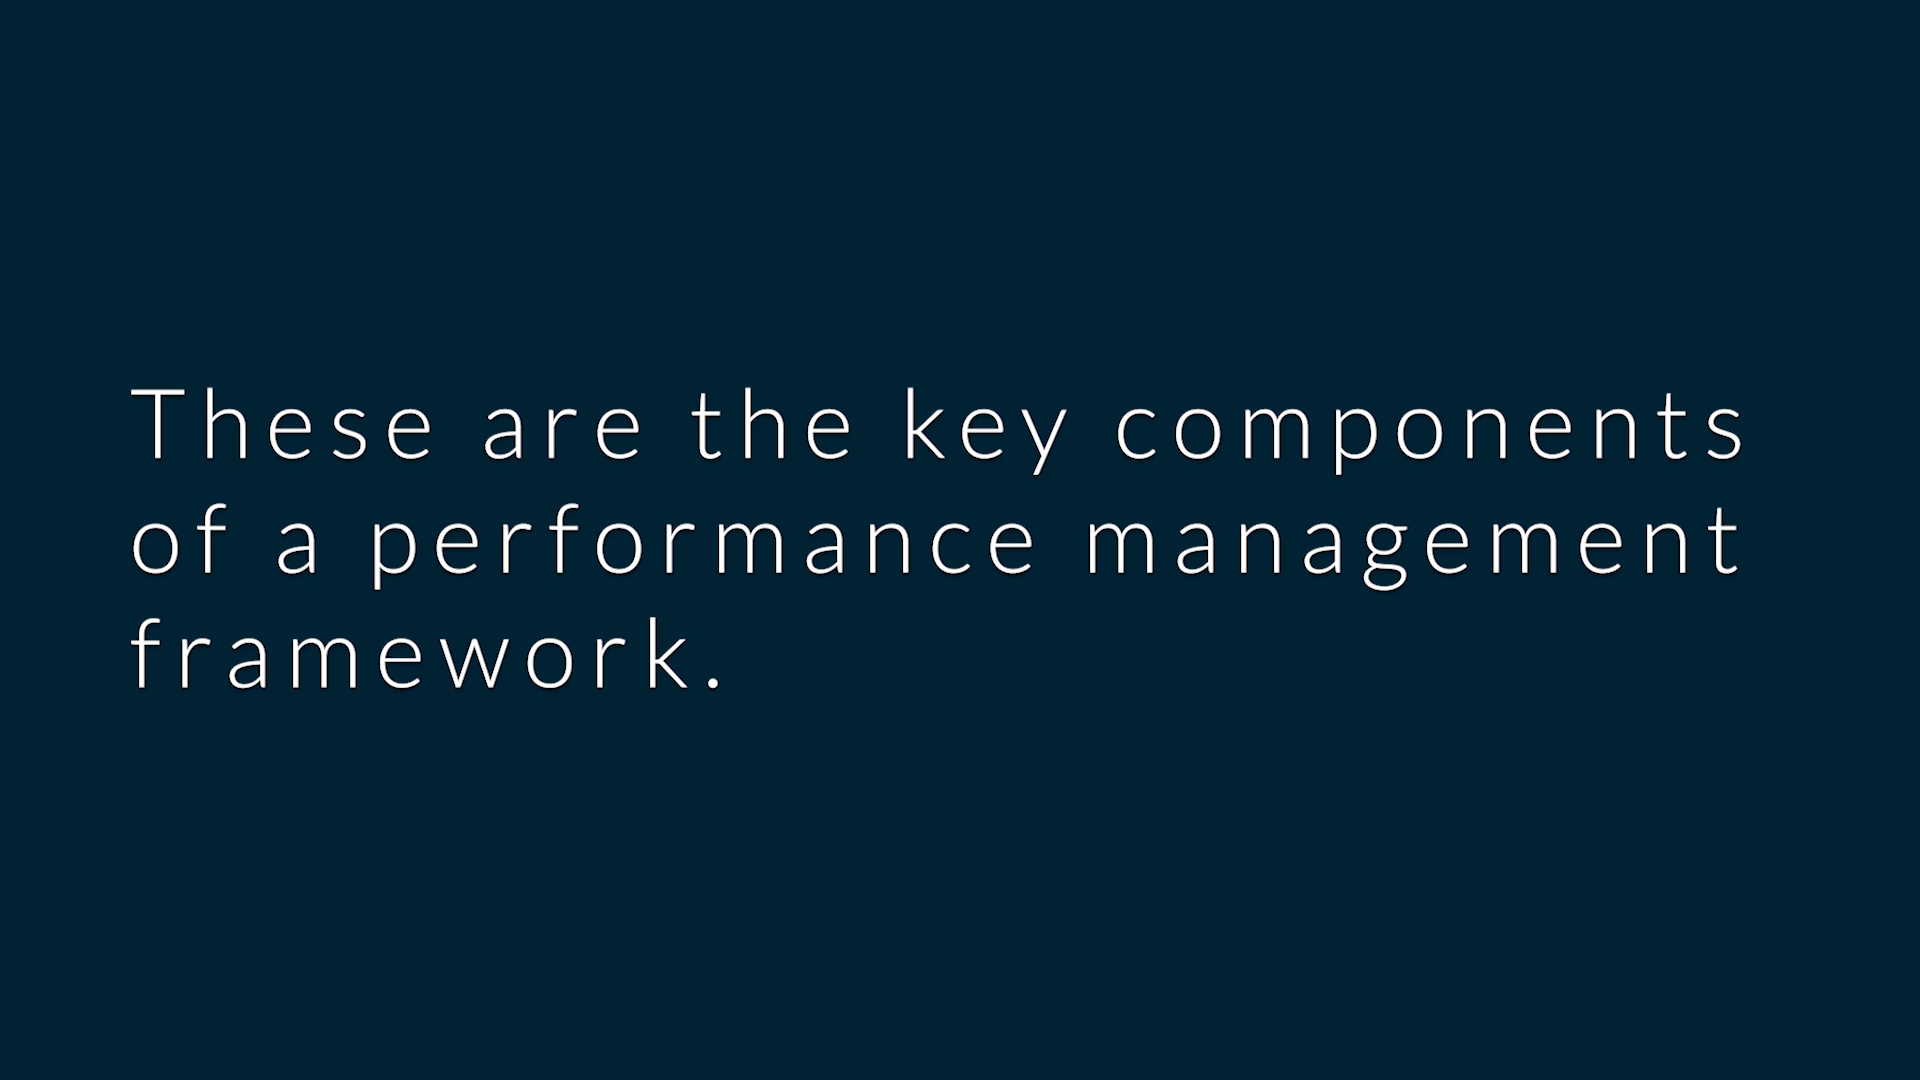 These are the key components
of a performance management
framework.